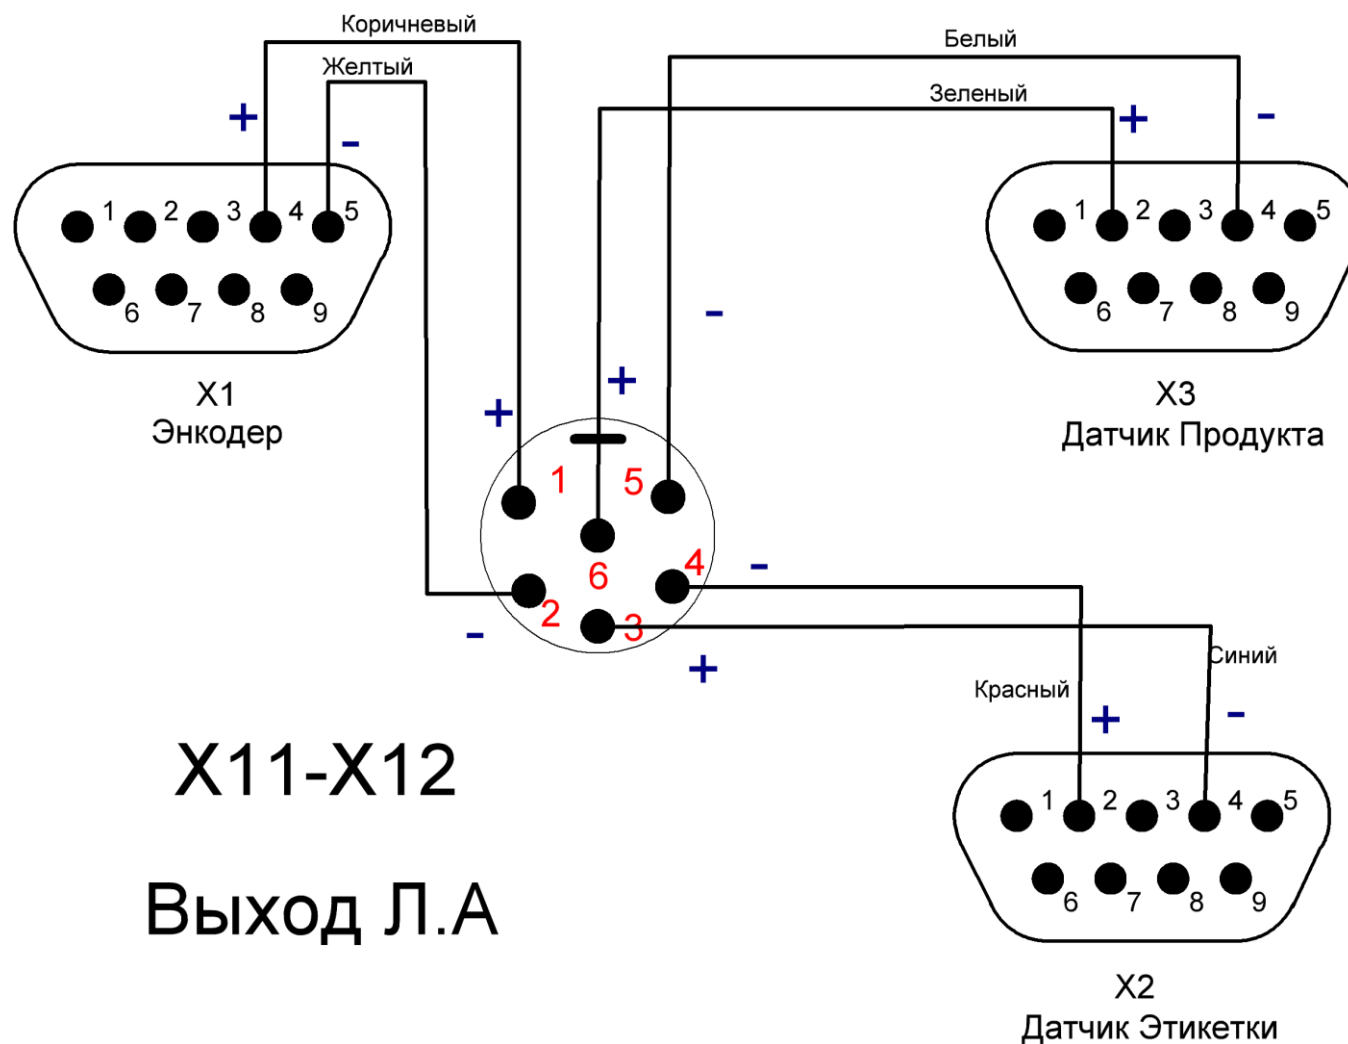 Коричневый
Желтый
+
-
1 2 3 4 5
6 7 8 9
X1
Энкодер
Белый
Зеленый
+
-
1 2 3 4 5
6 7 8 9
X3
Датчик Продукта
-
+
+
1 5
6 4
2 3
-
-
+
Синий
Красный
+
-
1 2 3 4 5
6 7 8 9
X2
Датчик Этикетки
X11-X12
Выход Л.А